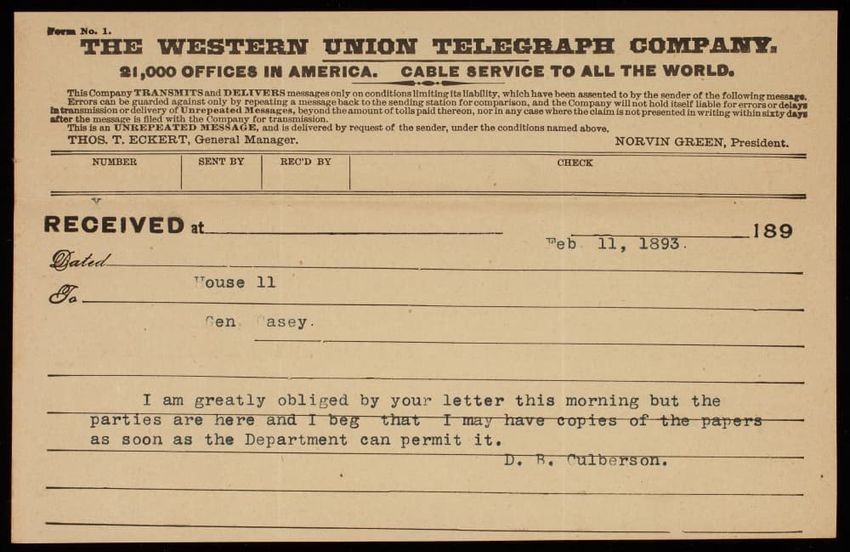 Form No. 1.
THE WESTERN UNION TELEGRAPH COMPANY.
21,000 OFFICES IN AMERICA. CABLE SERVICE TO ALL THE WORLD.
This Company TRANSMITS and DELIVERS messages only on conditions limiting its liability, which have been assented to by the sender of the following message.
Errors can be guarded against only by repeating a message back to the sending station for comparison, and the Company will not hold itself liable for errors or delays
in transmission or delivery of Unrepeated Messages, beyond the amount of tolls paid thereon, nor in any case where the claim is not presented in writing within sixty days
after the message is filed with the Company for transmission.
This is an UNREPEATED MESSAGE, and is delivered by request of the sender, under the conditions named above.
THOS. T. ECKERT, General Manager. NORVIN GREEN, President.
NUMBER SENT BY REC'D BY CHECK
RECEIVED at 189
Feb 11, 1893.
Dated
House 11
To
Gen Casey.
I am greatly obliged by your letter this morning but the
parties are here and I beg that I may have copies of the papers
as soon as the Department can permit it.
D. B. Culberson.